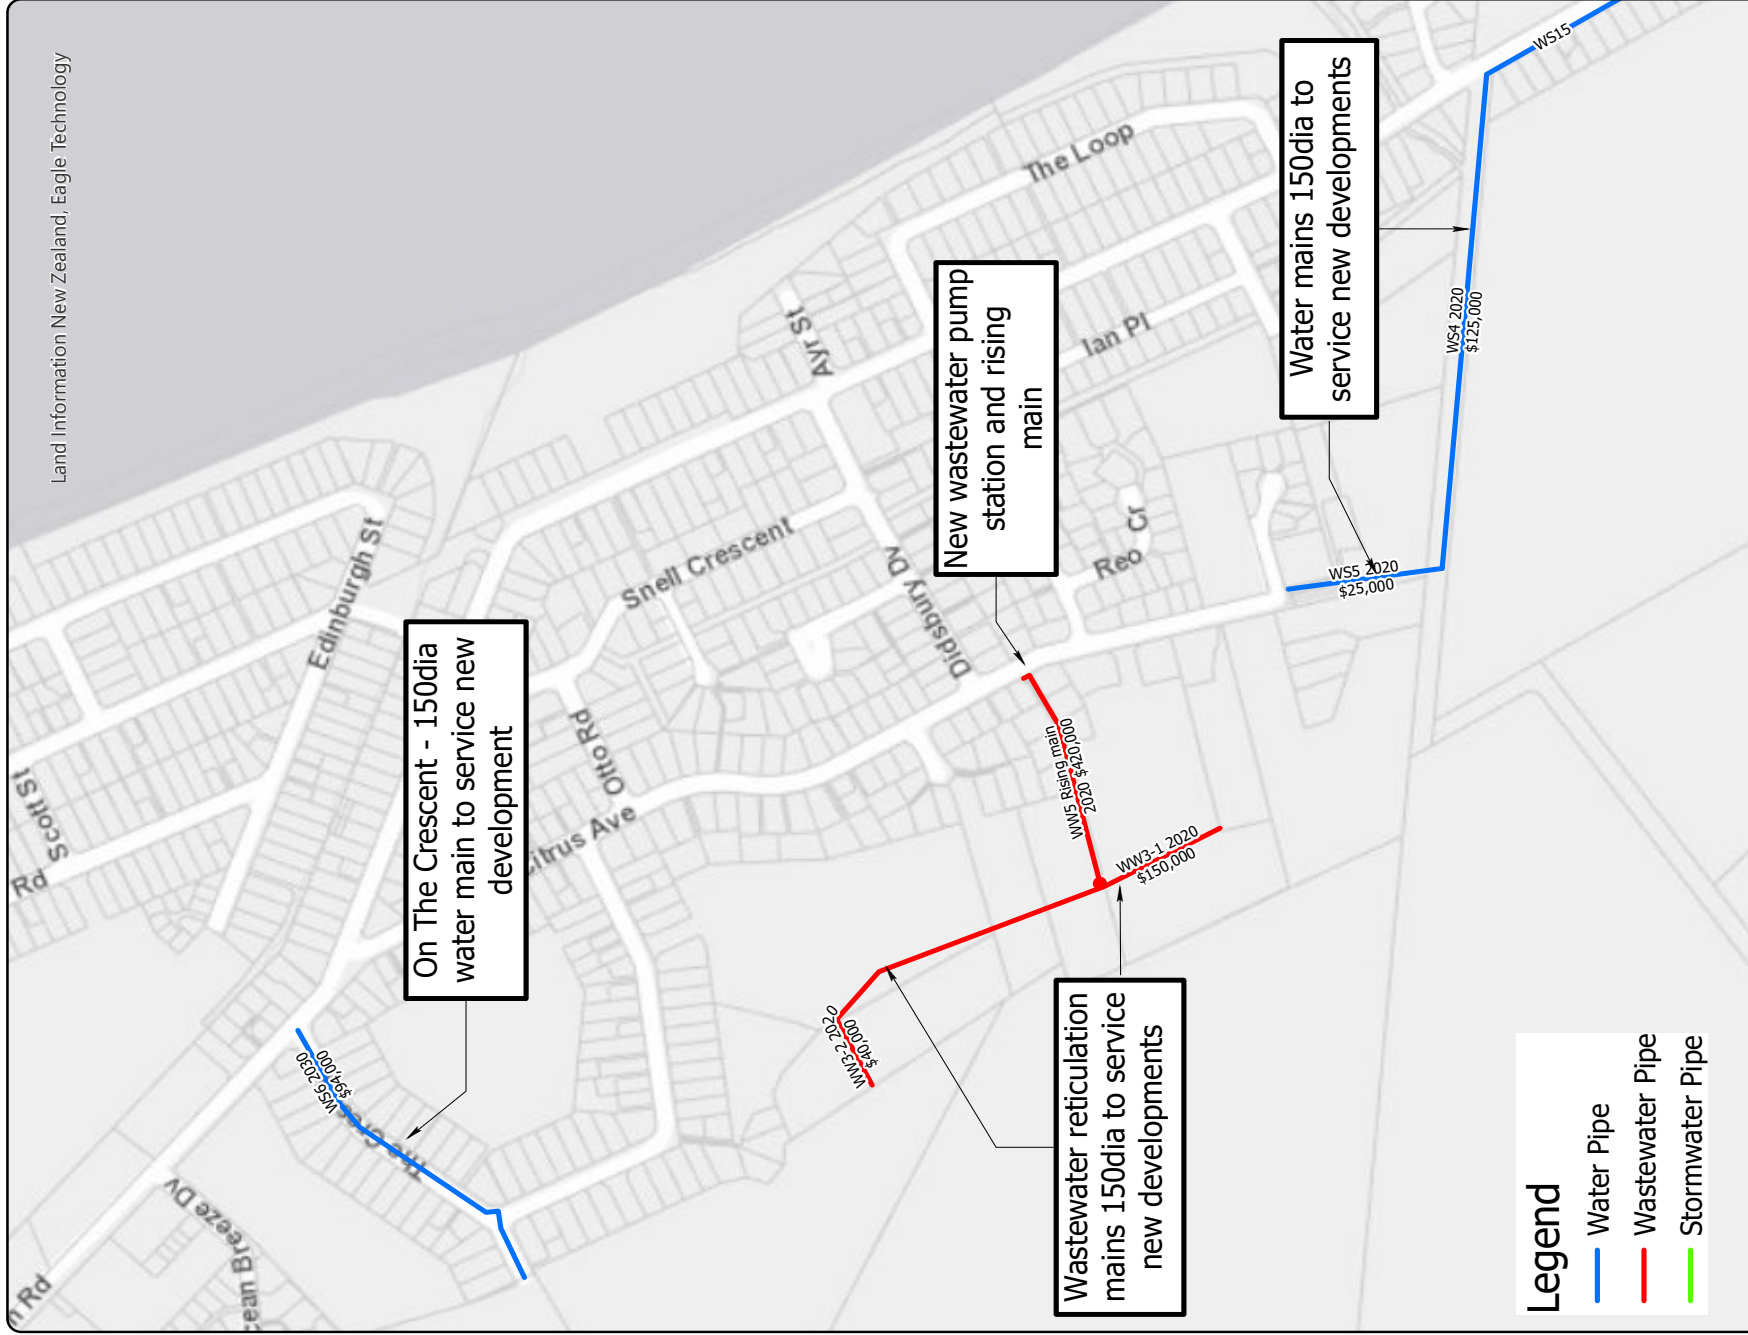 Land Information New Zealand, Eagle Technology
WS15
Water mains 150dia to
service new developments
The Loop
Ayr St
Ian Pl
New wastewater pump
station and rising
main
WS4 2020
$125,000
WS5 2020
$25,000
Edinburgh St
Snell Crescent
Didsbury Dv
Reo Cr
On The Crescent - 150dia
water main to service new
development
Scott St
Otto Rd
Citrus Ave
Rd
WW5 Rising main
2020 $420,000
WW3-1 2020
$150,000
WW3-2 2020
$40,000
WS6 2030
$94,000
The Cres
Wastewater reticulation
mains 150dia to service
new developments
cean Breeze Dv
n Rd
Legend
Water Pipe
Wastewater Pipe
Stormwater Pipe